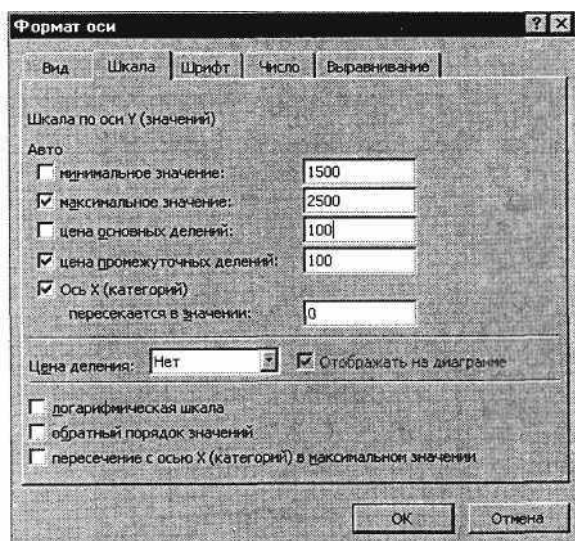 Формат оси
Вид Шкала Шрифт Число Выравнивание
Шкала по оси Y (значений)
Авто
минимальное значение: 1500
максимальное значение: 2500
цена основных делений: 100
цена промежуточных делений: 100
Ось X (категорий)
пересекается в значении: 0
Цена деления: Нет Отображать на диаграмме
логарифмическая шкала
обратный порядок значений
пересечение с осью X (категорий) в максимальном значении
ОК Отмена